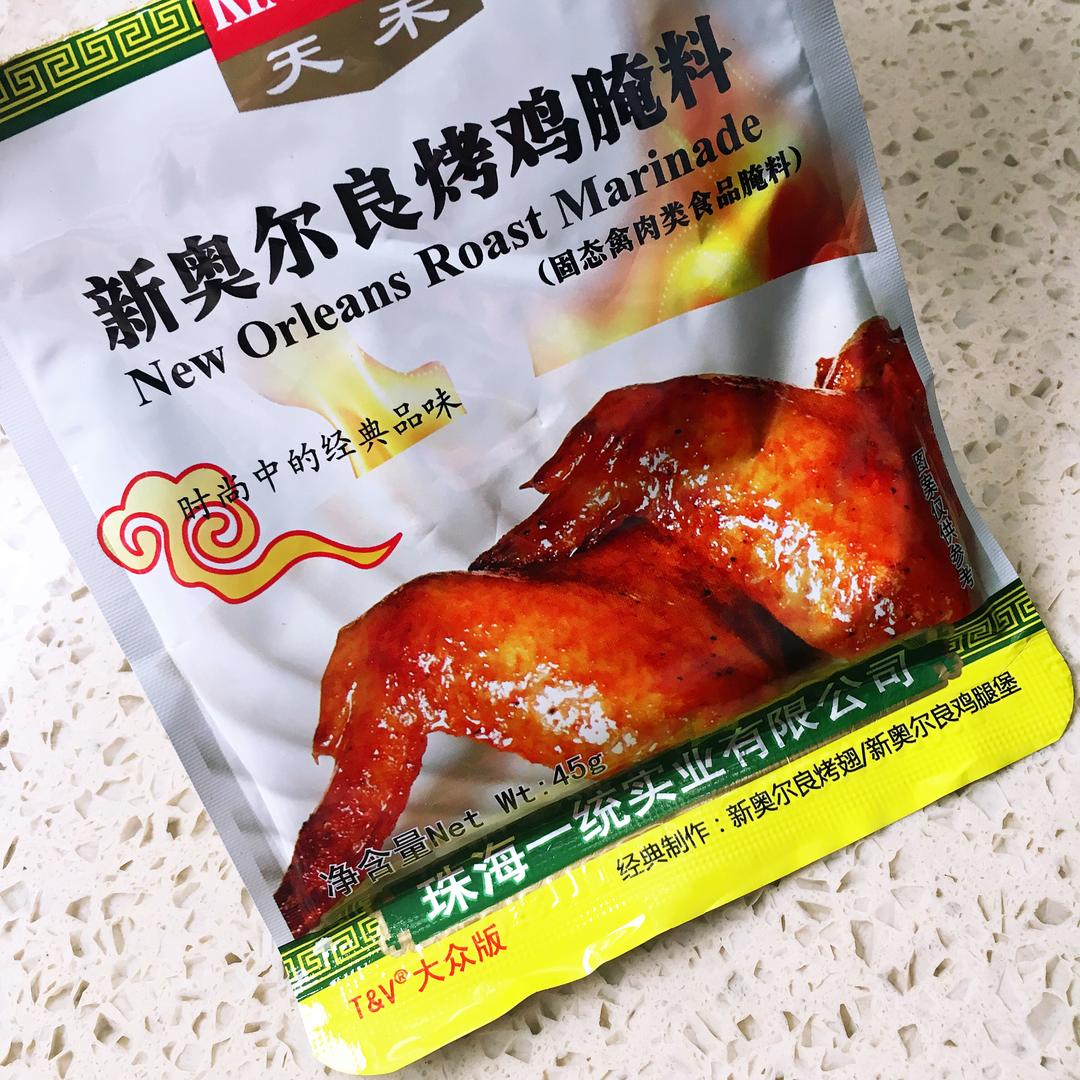 天禾
新奥尔良烤鸡腌料
New Orleans Roast Marinade
(固态禽肉类食品腌料)
时尚中的经典品味
图案仅供参考
净含量Net Wt:45g
珠海一统实业有限公司
经典制作:新奥尔良烤翅/新奥尔良鸡腿堡
T&V®大众版